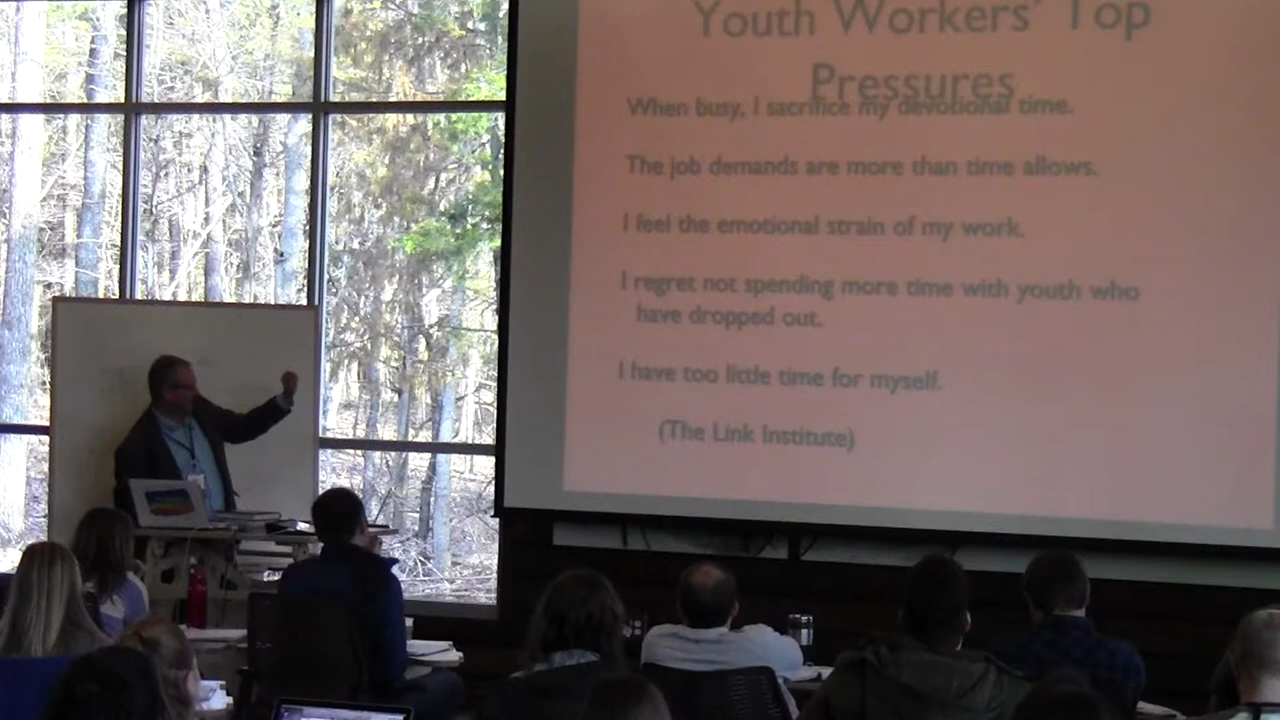 Youth Workers' Top
Pressures
When busy, I sacrifice my devotional time.
The job demands are more than time allows.
I feel the emotional strain of my work.
I regret not spending more time with youth who
have dropped out.
I have too little time for myself.
(The Link Institute)